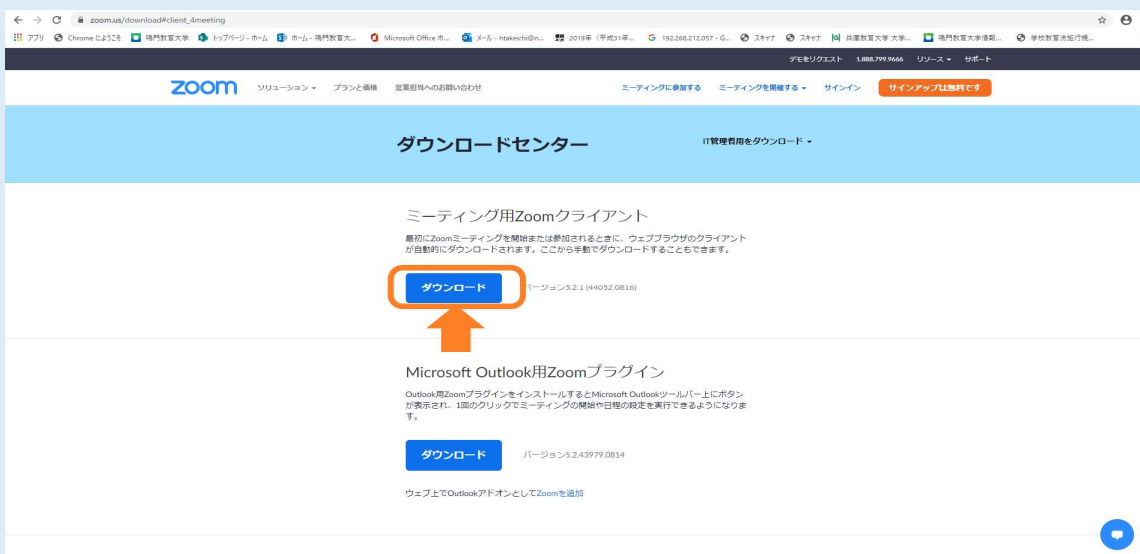 zoom.us/download#client_4meeting
アプリ Chrome にようこそ 鳴門教育大学 トップページ - ホーム ホーム - 鳴門教育大... Microsoft Office ホ... メール - htakeichi@n... 2019年（平成31年... 192.268.212.057 - G... スキャナ スキャナ 兵庫教育大学 大学... 鳴門教育大学情報... 学校教育法施行規...
デモをリクエスト 1.888.799.9666 リソース サポート
zoom ソリューション プランと価格 営業担当へのお問い合わせ ミーティングに参加する ミーティングを開催する サインイン サインアップは無料です
ダウンロードセンター IT管理者用をダウンロード
ミーティング用Zoomクライアント
最初にZoomミーティングを開始または参加されるときに、ウェブブラウザのクライアント
が自動的にダウンロードされます。ここから手動でダウンロードすることもできます。
ダウンロード バージョン5.2.1 (44052.0816)
Microsoft Outlook用Zoomプラグイン
Outlook用ZoomプラグインをインストールするとMicrosoft Outlookツールバー上にボタン
が表示され、1回のクリックでミーティングの開始や日程の設定を実行できるようになりま
す。
ダウンロード バージョン5.2.43979.0814
ウェブ上でOutlookアドオンとしてZoomを追加